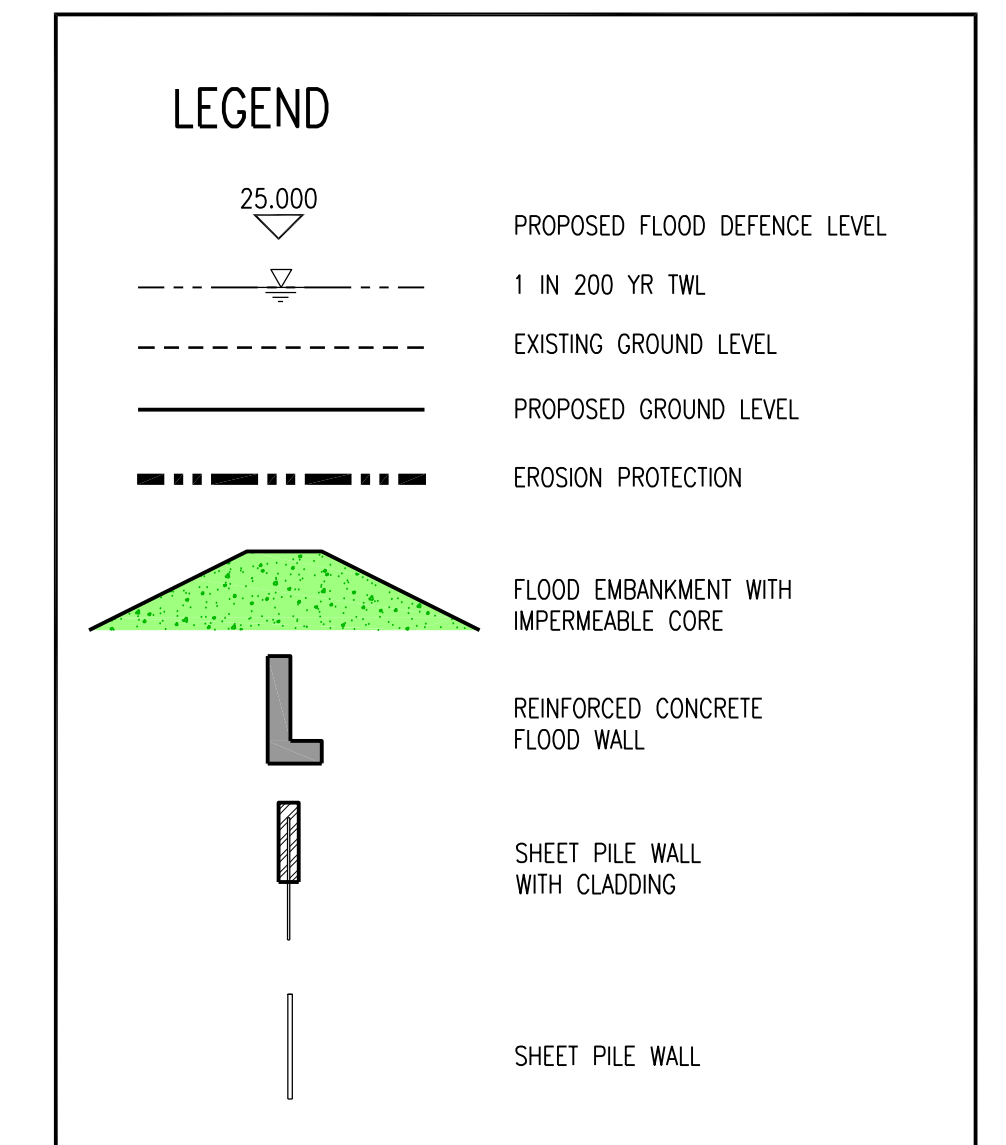 LEGEND
25.000
PROPOSED FLOOD DEFENCE LEVEL
1 IN 200 YR TWL
EXISTING GROUND LEVEL
PROPOSED GROUND LEVEL
EROSION PROTECTION
FLOOD EMBANKMENT WITH
IMPERMEABLE CORE
REINFORCED CONCRETE
FLOOD WALL
SHEET PILE WALL
WITH CLADDING
SHEET PILE WALL